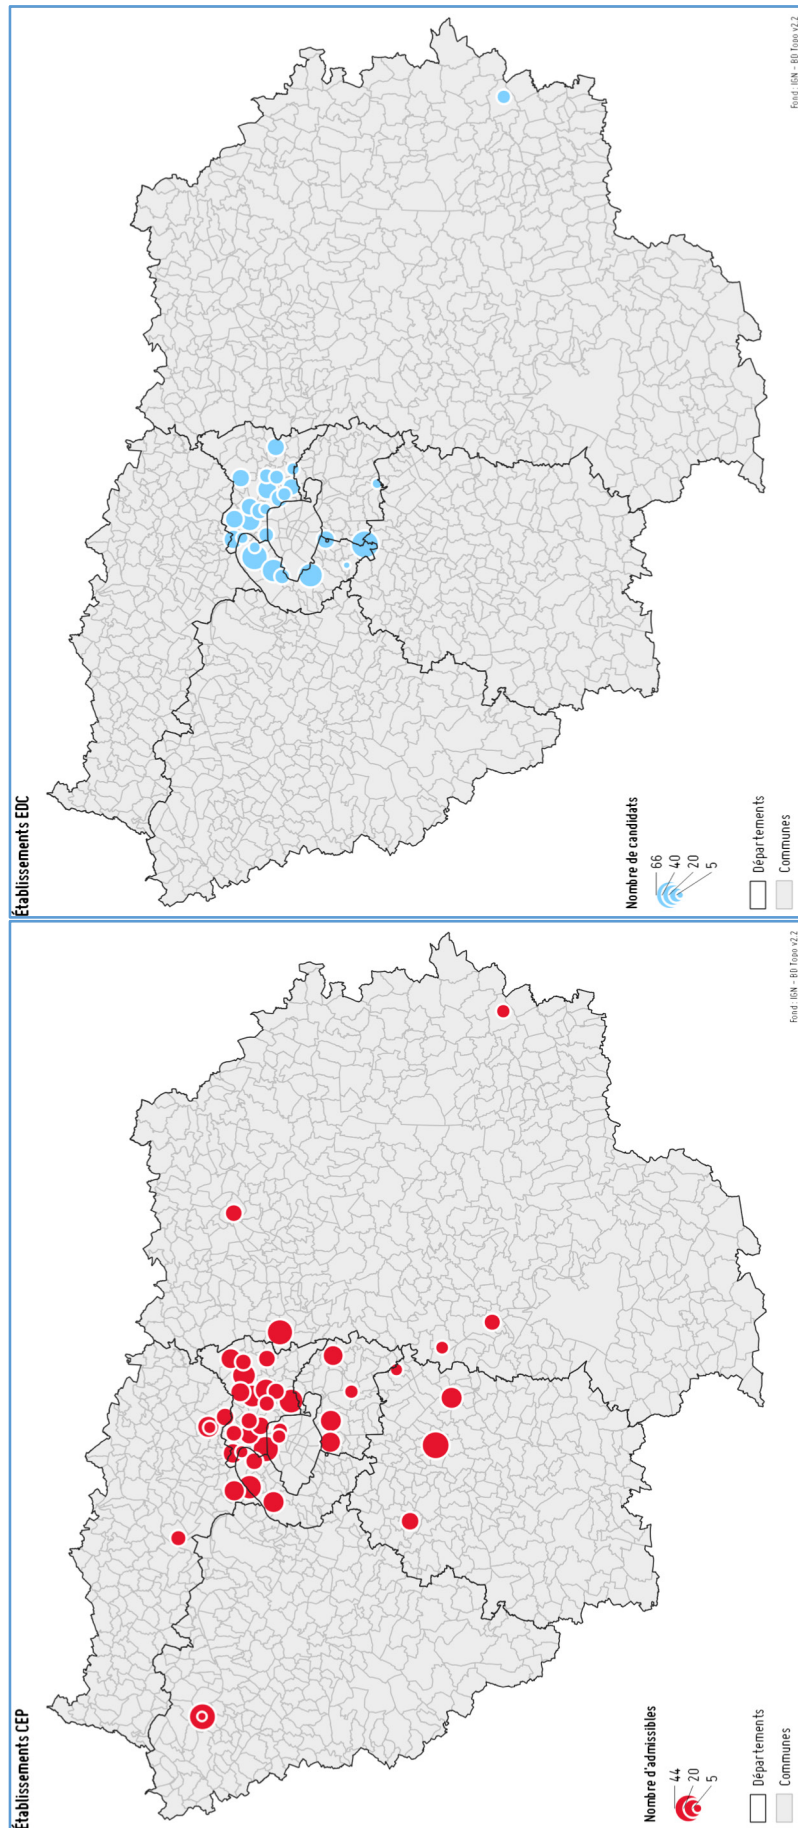 Établissements CEP
Nombre d'admissibles
44
20
5
Départements
Communes
Fond : IGN - BD Topo v2.2
Établissements EDC
Nombre de candidats
66
40
20
5
Départements
Communes
Fond : IGN - BD Topo v2.2